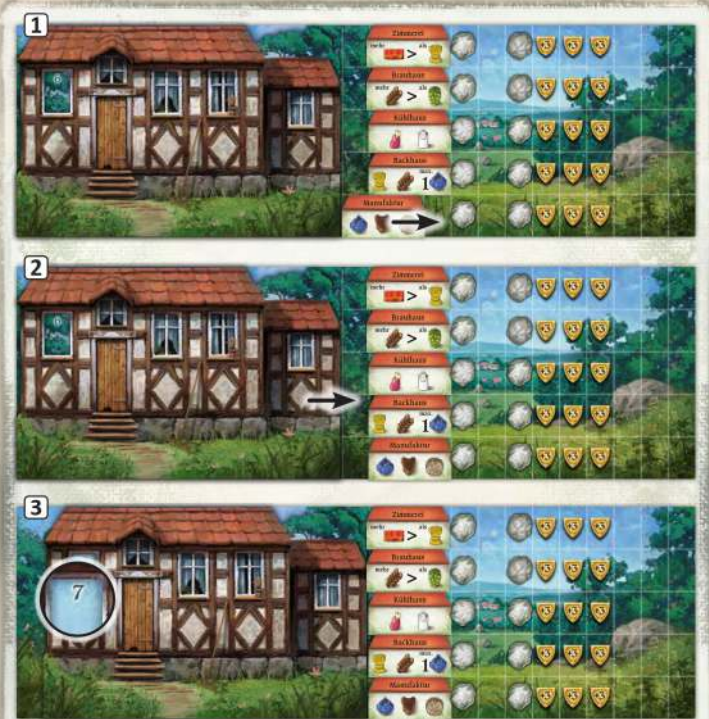 1
Zimmerei
mehr > als
Brauhaus
mehr > als
Kühlhaus
Backhaus
max.
1
Manufaktur
2
Zimmerei
mehr > als
Brauhaus
mehr > als
Kühlhaus
Backhaus
max.
1
Manufaktur
3
7
Zimmerei
mehr > als
Brauhaus
mehr > als
Kühlhaus
Backhaus
max.
1
Manufaktur